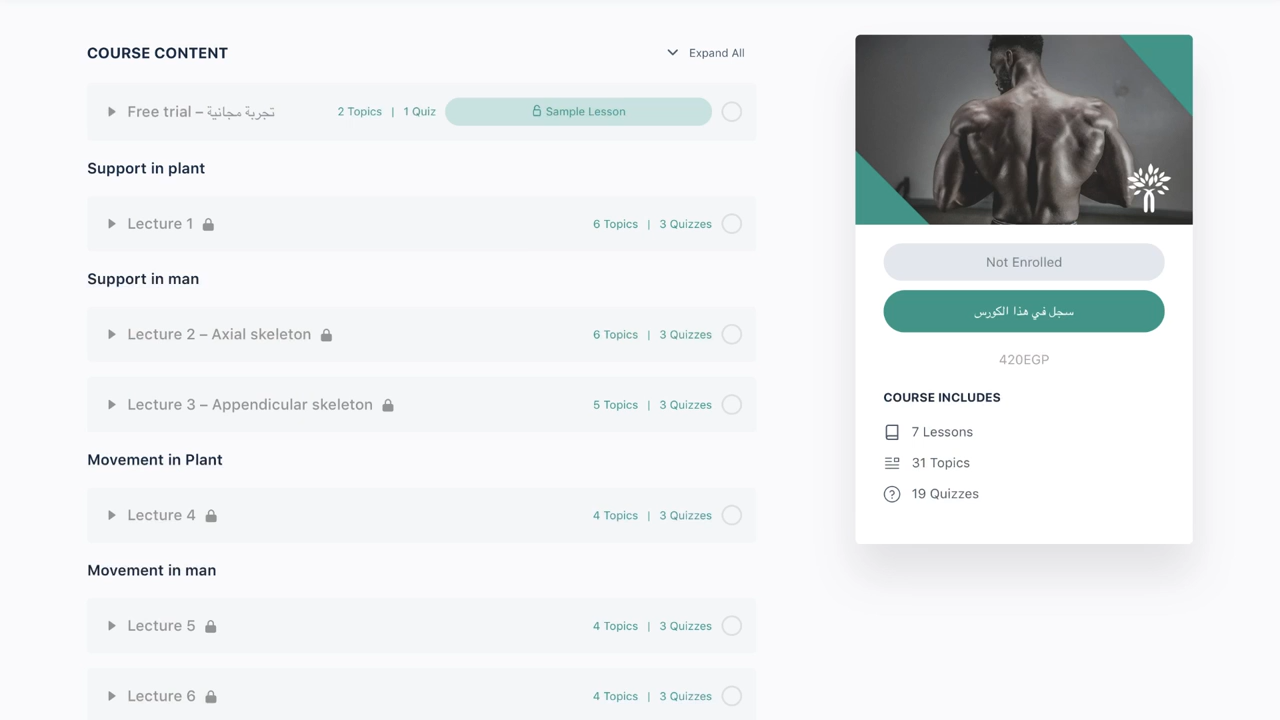 COURSE CONTENT
Expand All
Free trial – تجربة مجانية 2 Topics | 1 Quiz Sample Lesson
Support in plant
Lecture 1 6 Topics | 3 Quizzes
Support in man
Lecture 2 – Axial skeleton 6 Topics | 3 Quizzes
Lecture 3 – Appendicular skeleton 5 Topics | 3 Quizzes
Movement in Plant
Lecture 4 4 Topics | 3 Quizzes
Movement in man
Lecture 5 4 Topics | 3 Quizzes
Lecture 6 4 Topics | 3 Quizzes
Not Enrolled
سجل في هذا الكورس
420EGP
COURSE INCLUDES
7 Lessons
31 Topics
19 Quizzes